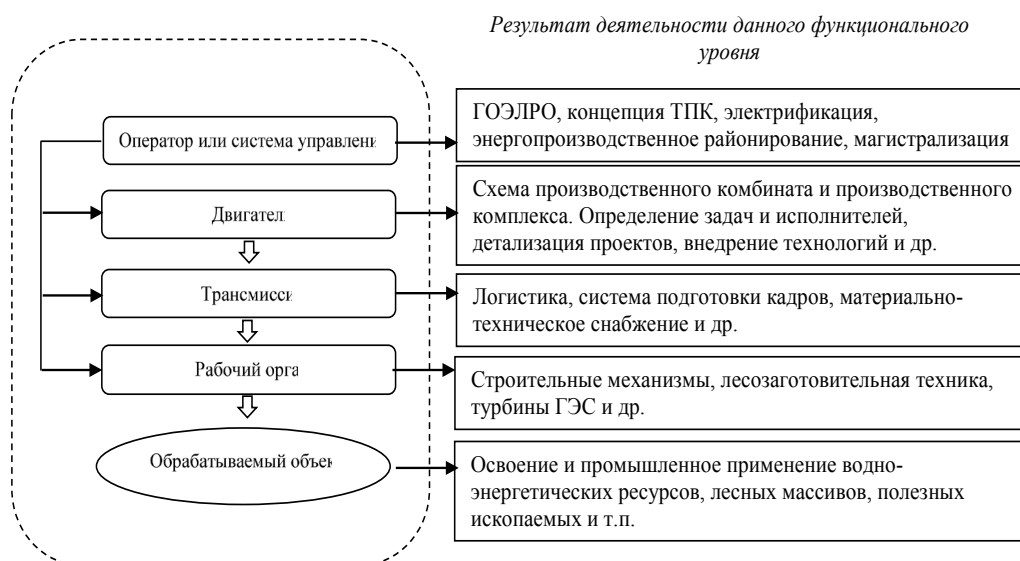 Результат деятельности данного функционального
уровня
Оператор или система управлени
ГОЭЛРО, концепция ТПК, электрификация,
энергопроизводственное районирование, магистрализация
Двигател
Схема производственного комбината и производственного
комплекса. Определение задач и исполнителей,
детализация проектов, внедрение технологий и др.
Трансмисси
Логистика, система подготовки кадров, материально-
техническое снабжение и др.
Рабочий орга
Строительные механизмы, лесозаготовительная техника,
турбины ГЭС и др.
Обрабатываемый объек
Освоение и промышленное применение водно-
энергетических ресурсов, лесных массивов, полезных
ископаемых и т.п.